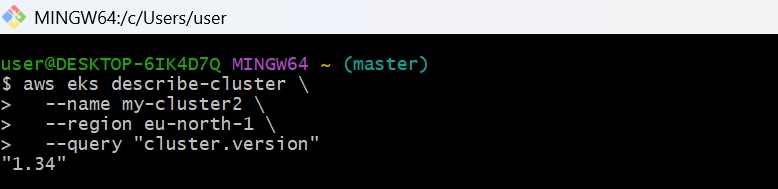 MINGW64:/c/Users/user
user@DESKTOP-6IK4D7Q MINGW64 ~ (master)
$ aws eks describe-cluster \
>   --name my-cluster2 \
>   --region eu-north-1 \
>   --query "cluster.version"
"1.34"